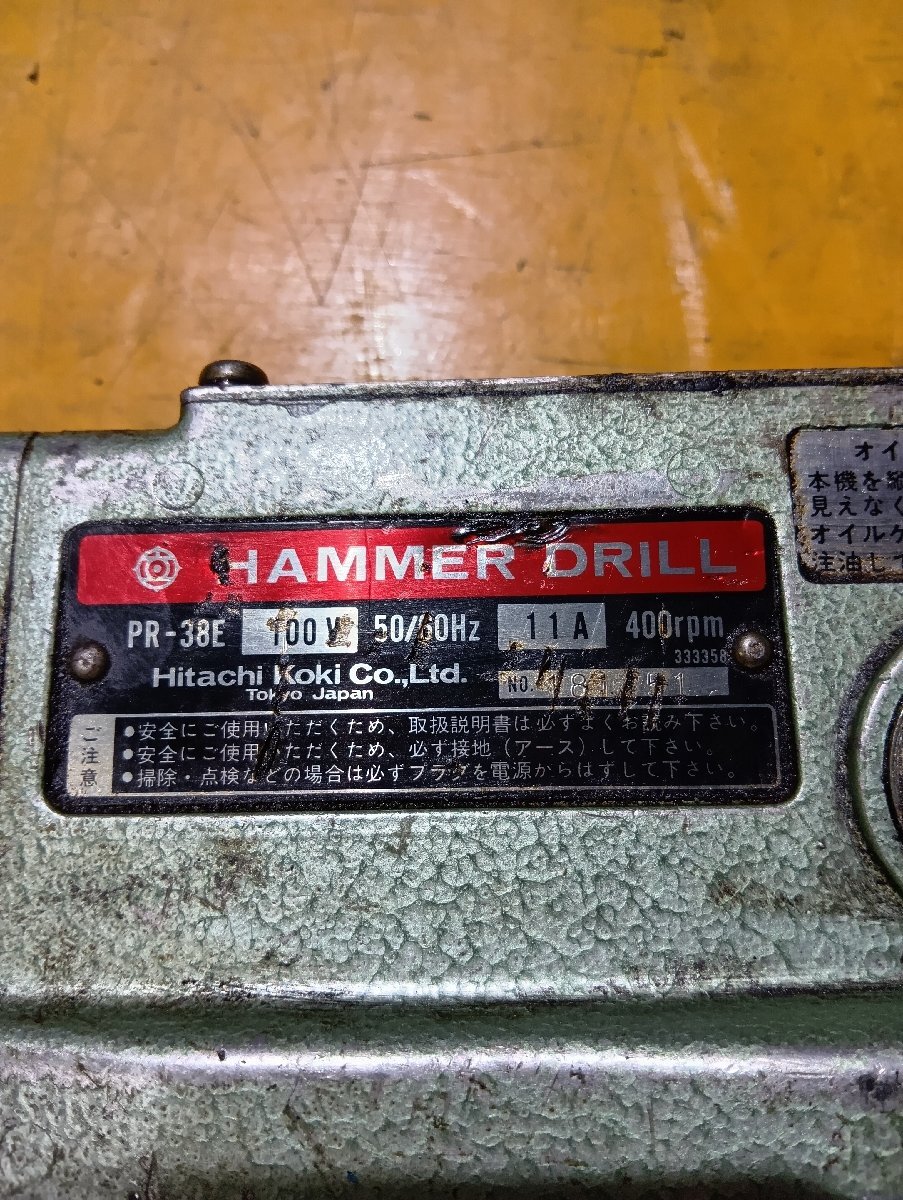 HAMMER DRILL
PR-38E 100V 50/60Hz 11A 400rpm
333358
Hitachi Koki Co.,Ltd.
Tokyo Japan
No.
ご注意
●安全にご使用いただくため、取扱説明書は必ずよくお読み下さい。
●安全にご使用いただくため、必ず接地(アース)して下さい。
●掃除・点検などの場合は必ずプラグを電源からはずして下さい。
オイ
本機を縦
見えなく
オイルケ
注油して